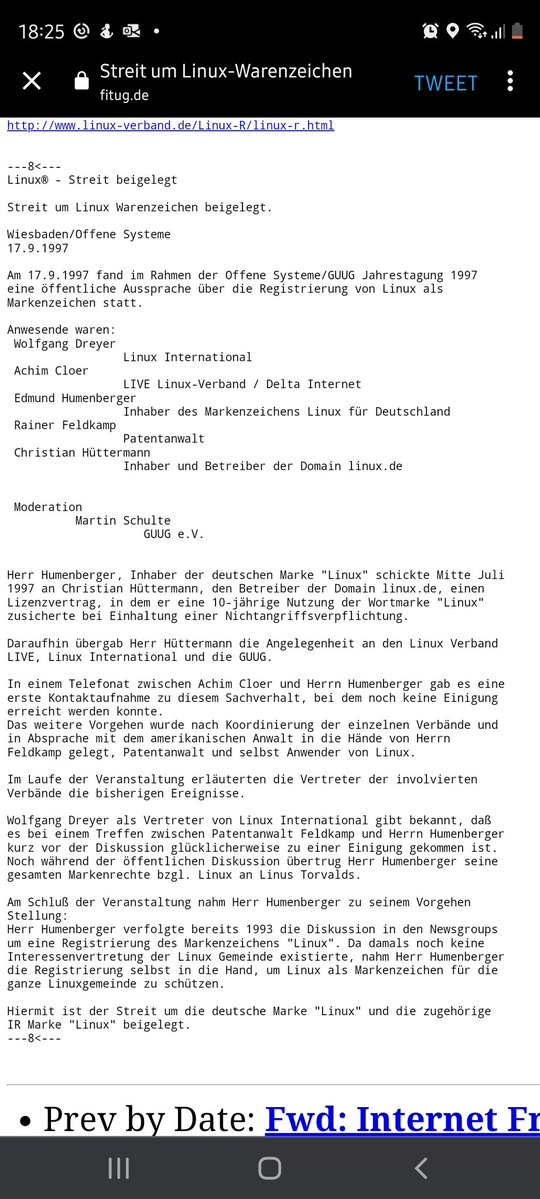 18:25
Streit um Linux-Warenzeichen
fitug.de
TWEET
http://www.linux-verband.de/Linux-R/linux-r.html
---8<---
Linux® - Streit beigelegt
Streit um Linux Warenzeichen beigelegt.
Wiesbaden/Offene Systeme
17.9.1997
Am 17.9.1997 fand im Rahmen der Offene Systeme/GUUG Jahrestagung 1997
eine öffentliche Aussprache über die Registrierung von Linux als
Markenzeichen statt.
Anwesende waren:
Wolfgang Dreyer
Linux International
Achim Cloer
LIVE Linux-Verband / Delta Internet
Edmund Humenberger
Inhaber des Markenzeichens Linux für Deutschland
Rainer Feldkamp
Patentanwalt
Christian Hüttermann
Inhaber und Betreiber der Domain linux.de
Moderation
Martin Schulte
GUUG e.V.
Herr Humenberger, Inhaber der deutschen Marke "Linux" schickte Mitte Juli
1997 an Christian Hüttermann, den Betreiber der Domain linux.de, einen
Lizenzvertrag, in dem er eine 10-jährige Nutzung der Wortmarke "Linux"
zusicherte bei Einhaltung einer Nichtangriffsverpflichtung.
Daraufhin übergab Herr Hüttermann die Angelegenheit an den Linux Verband
LIVE, Linux International und die GUUG.
In einem Telefonat zwischen Achim Cloer und Herrn Humenberger gab es eine
erste Kontaktaufnahme zu diesem Sachverhalt, bei dem noch keine Einigung
erreicht werden konnte.
Das weitere Vorgehen wurde nach Koordinierung der einzelnen Verbände und
in Absprache mit dem amerikanischen Anwalt in die Hände von Herrn
Feldkamp gelegt, Patentanwalt und selbst Anwender von Linux.
Im Laufe der Veranstaltung erläuterten die Vertreter der involvierten
Verbände die bisherigen Ereignisse.
Wolfgang Dreyer als Vertreter von Linux International gibt bekannt, daß
es bei einem Treffen zwischen Patentanwalt Feldkamp und Herrn Humenberger
kurz vor der Diskussion glücklicherweise zu einer Einigung gekommen ist.
Noch während der öffentlichen Diskussion übertrug Herr Humenberger seine
gesamten Markenrechte bzgl. Linux an Linus Torvalds.
Am Schluß der Veranstaltung nahm Herr Humenberger zu seinem Vorgehen
Stellung:
Herr Humenberger verfolgte bereits 1993 die Diskussion in den Newsgroups
um eine Registrierung des Markenzeichens "Linux". Da damals noch keine
Interessenvertretung der Linux Gemeinde existierte, nahm Herr Humenberger
die Registrierung selbst in die Hand, um Linux als Markenzeichen für die
ganze Linuxgemeinde zu schützen.
Hiermit ist der Streit um die deutsche Marke "Linux" und die zugehörige
IR Marke "Linux" beigelegt.
---8<---
• Prev by Date: Fwd: Internet Fr